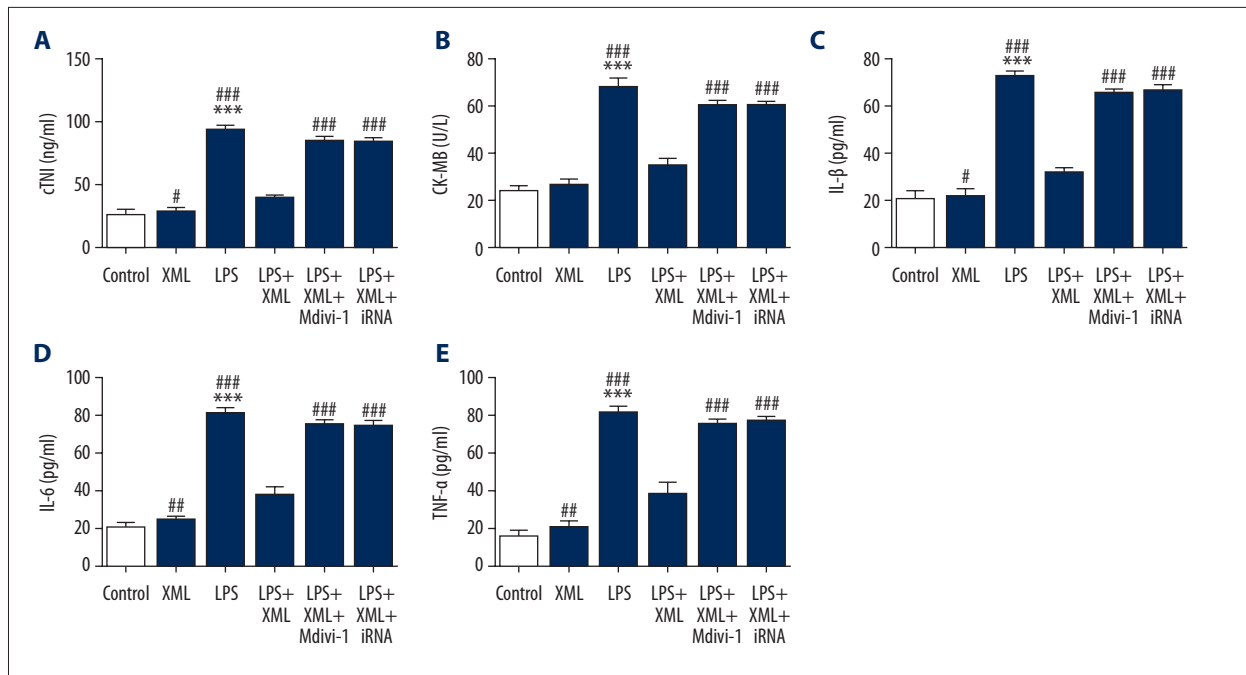 A
cTNI (ng/ml)
150
100
50
0
#
###
***
###
###
Control
XML
LPS
LPS+
XML
LPS+
XML+
Mdivi-1
LPS+
XML+
iRNA
B
CK-MB (U/L)
80
60
40
20
0
###
***
###
###
Control
XML
LPS
LPS+
XML
LPS+
XML+
Mdivi-1
LPS+
XML+
iRNA
C
IL-β (pg/ml)
80
60
40
20
0
#
###
***
###
###
Control
XML
LPS
LPS+
XML
LPS+
XML+
Mdivi-1
LPS+
XML+
iRNA
D
IL-6 (pg/ml)
100
80
60
40
20
0
##
###
***
###
###
Control
XML
LPS
LPS+
XML
LPS+
XML+
Mdivi-1
LPS+
XML+
iRNA
E
TNF-α (pg/ml)
100
80
60
40
20
0
##
###
***
###
###
Control
XML
LPS
LPS+
XML
LPS+
XML+
Mdivi-1
LPS+
XML+
iRNA